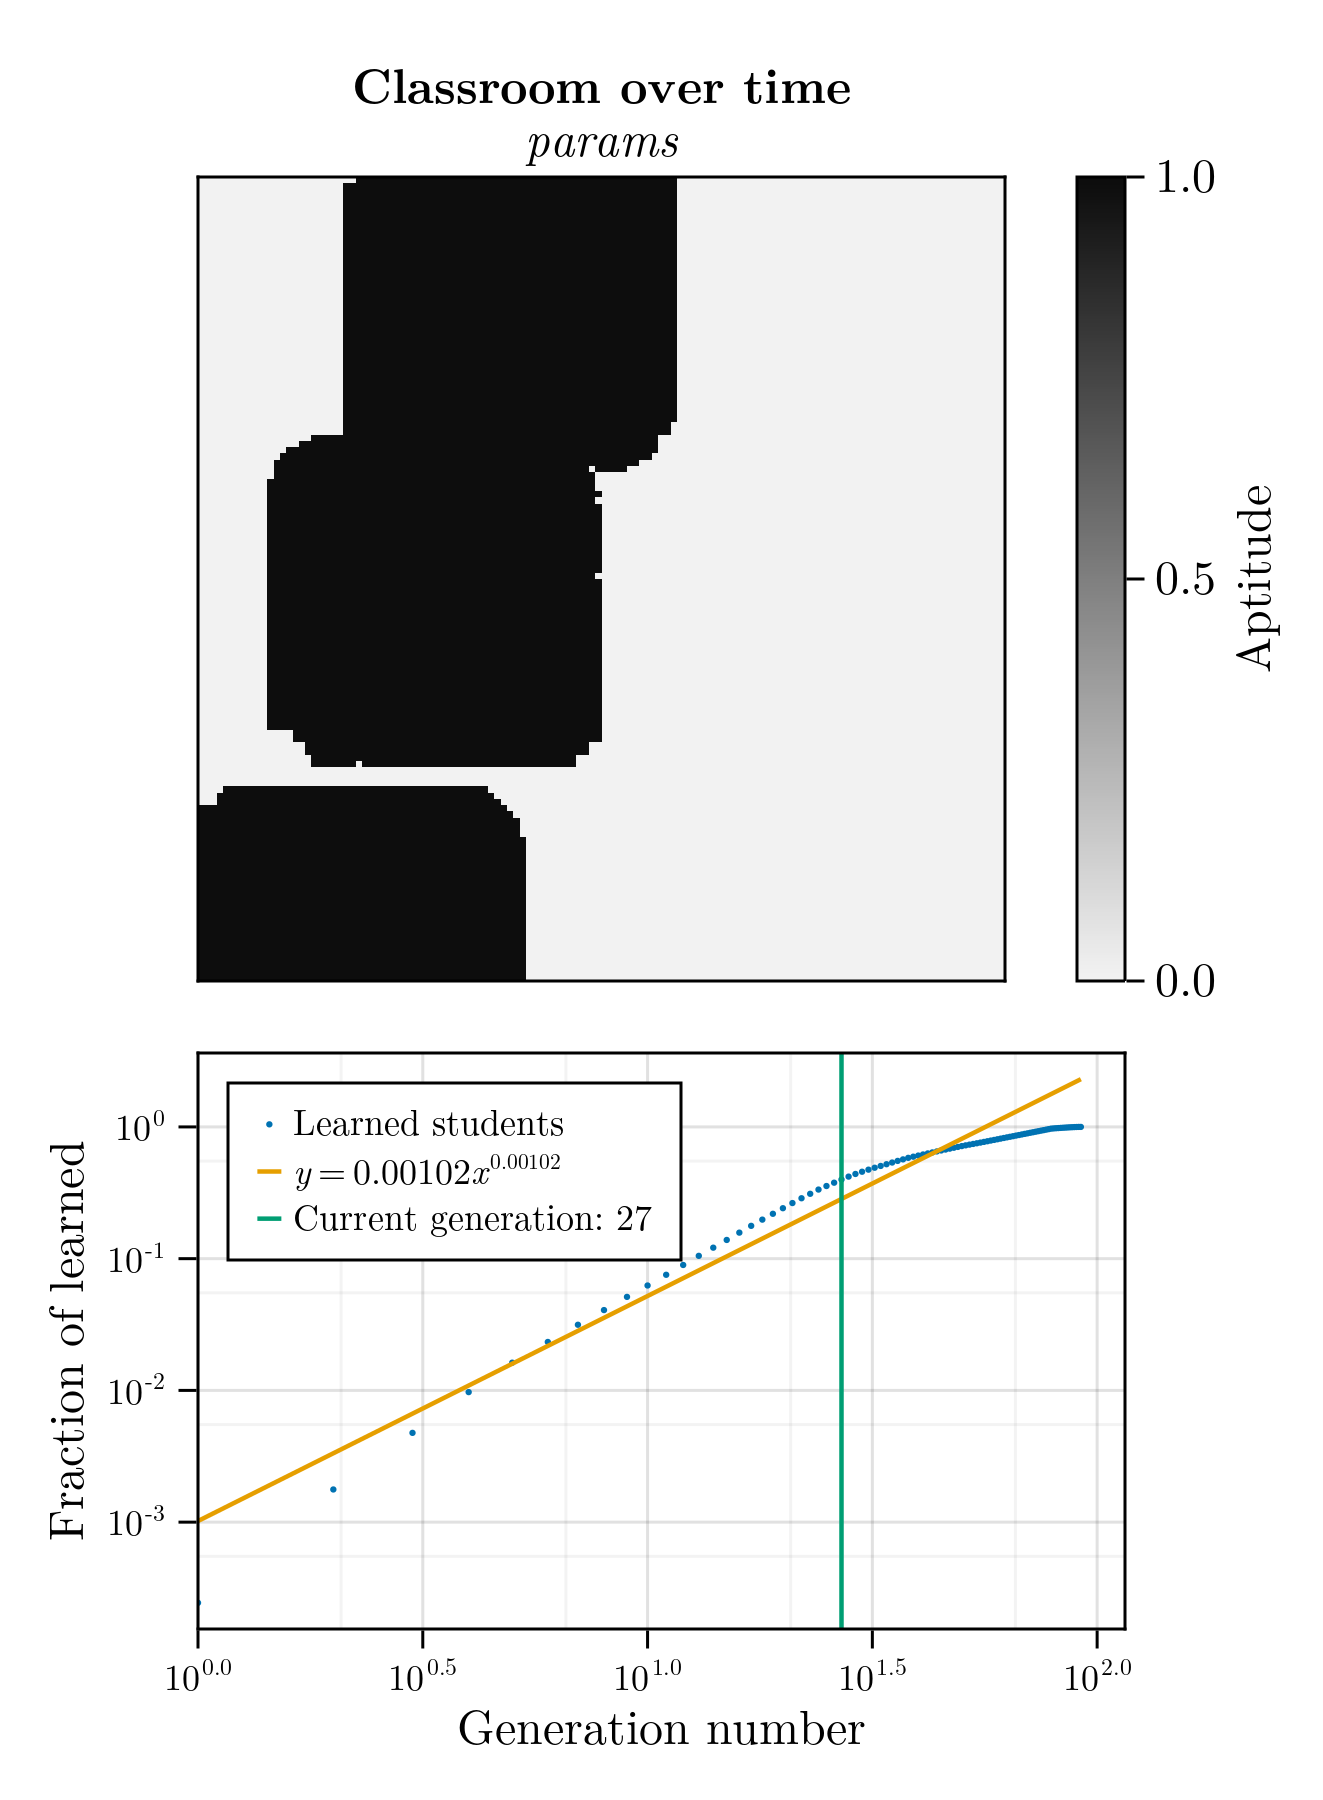 Classroom over time
params
1.0
0.5
0.0
Aptitude
Learned students
y = 0.00102x^0.00102
Current generation: 27
10^0
10^-1
10^-2
10^-3
Fraction of learned
10^0.0 10^0.5 10^1.0 10^1.5 10^2.0
Generation number